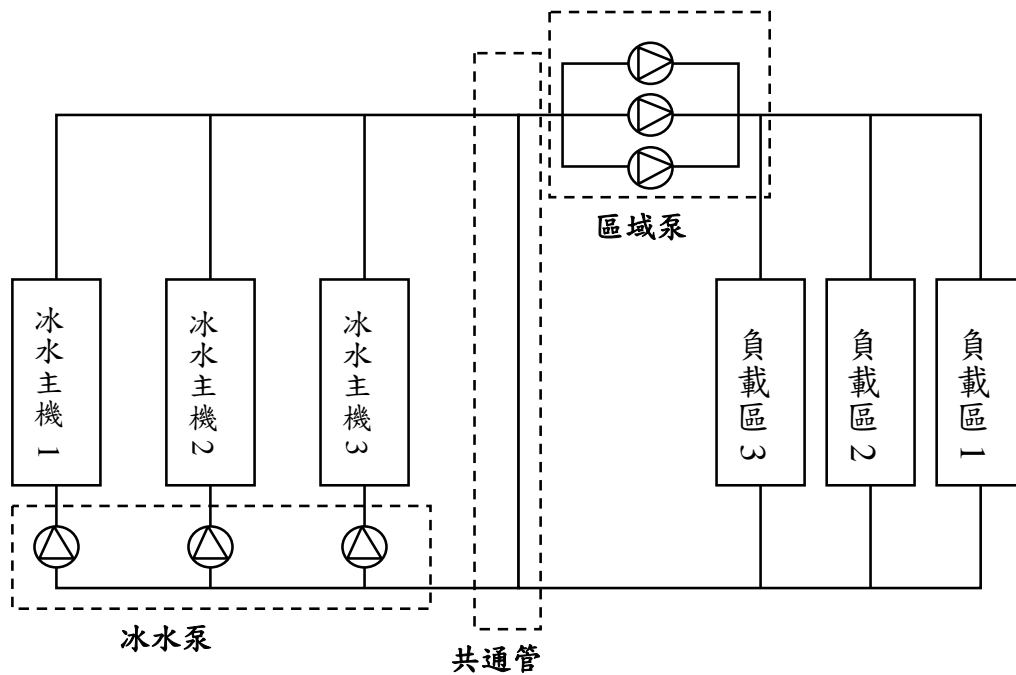 區域泵
冰水主機 1
冰水主機 2
冰水主機 3
負載區 3
負載區 2
負載區 1
冰水泵
共通管